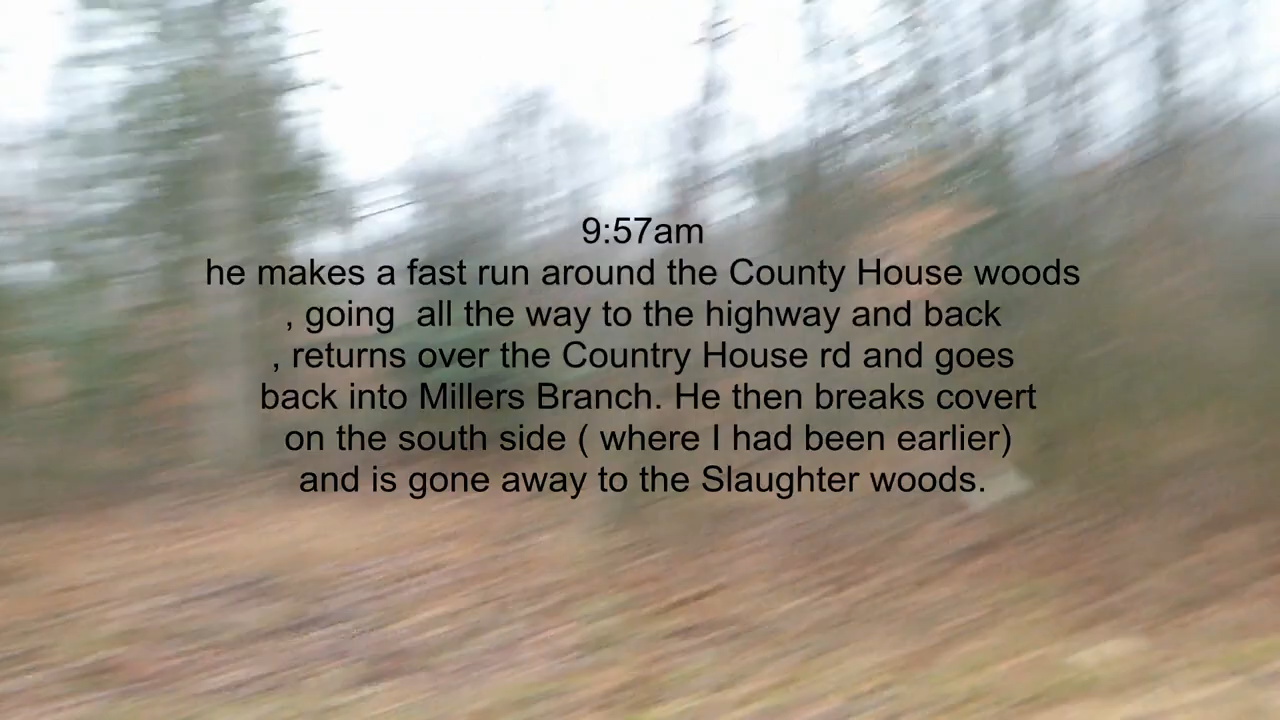 9:57am
he makes a fast run around the County House woods
, going  all the way to the highway and back
, returns over the Country House rd and goes
back into Millers Branch. He then breaks covert
on the south side ( where I had been earlier)
and is gone away to the Slaughter woods.